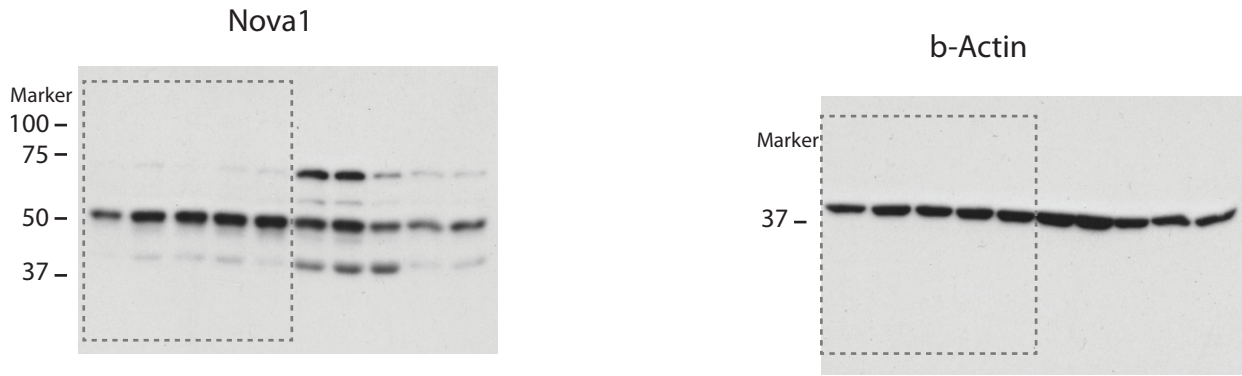 Nova1
Marker
100 –
75 –
50 –
37 –
b-Actin
Marker
37 –